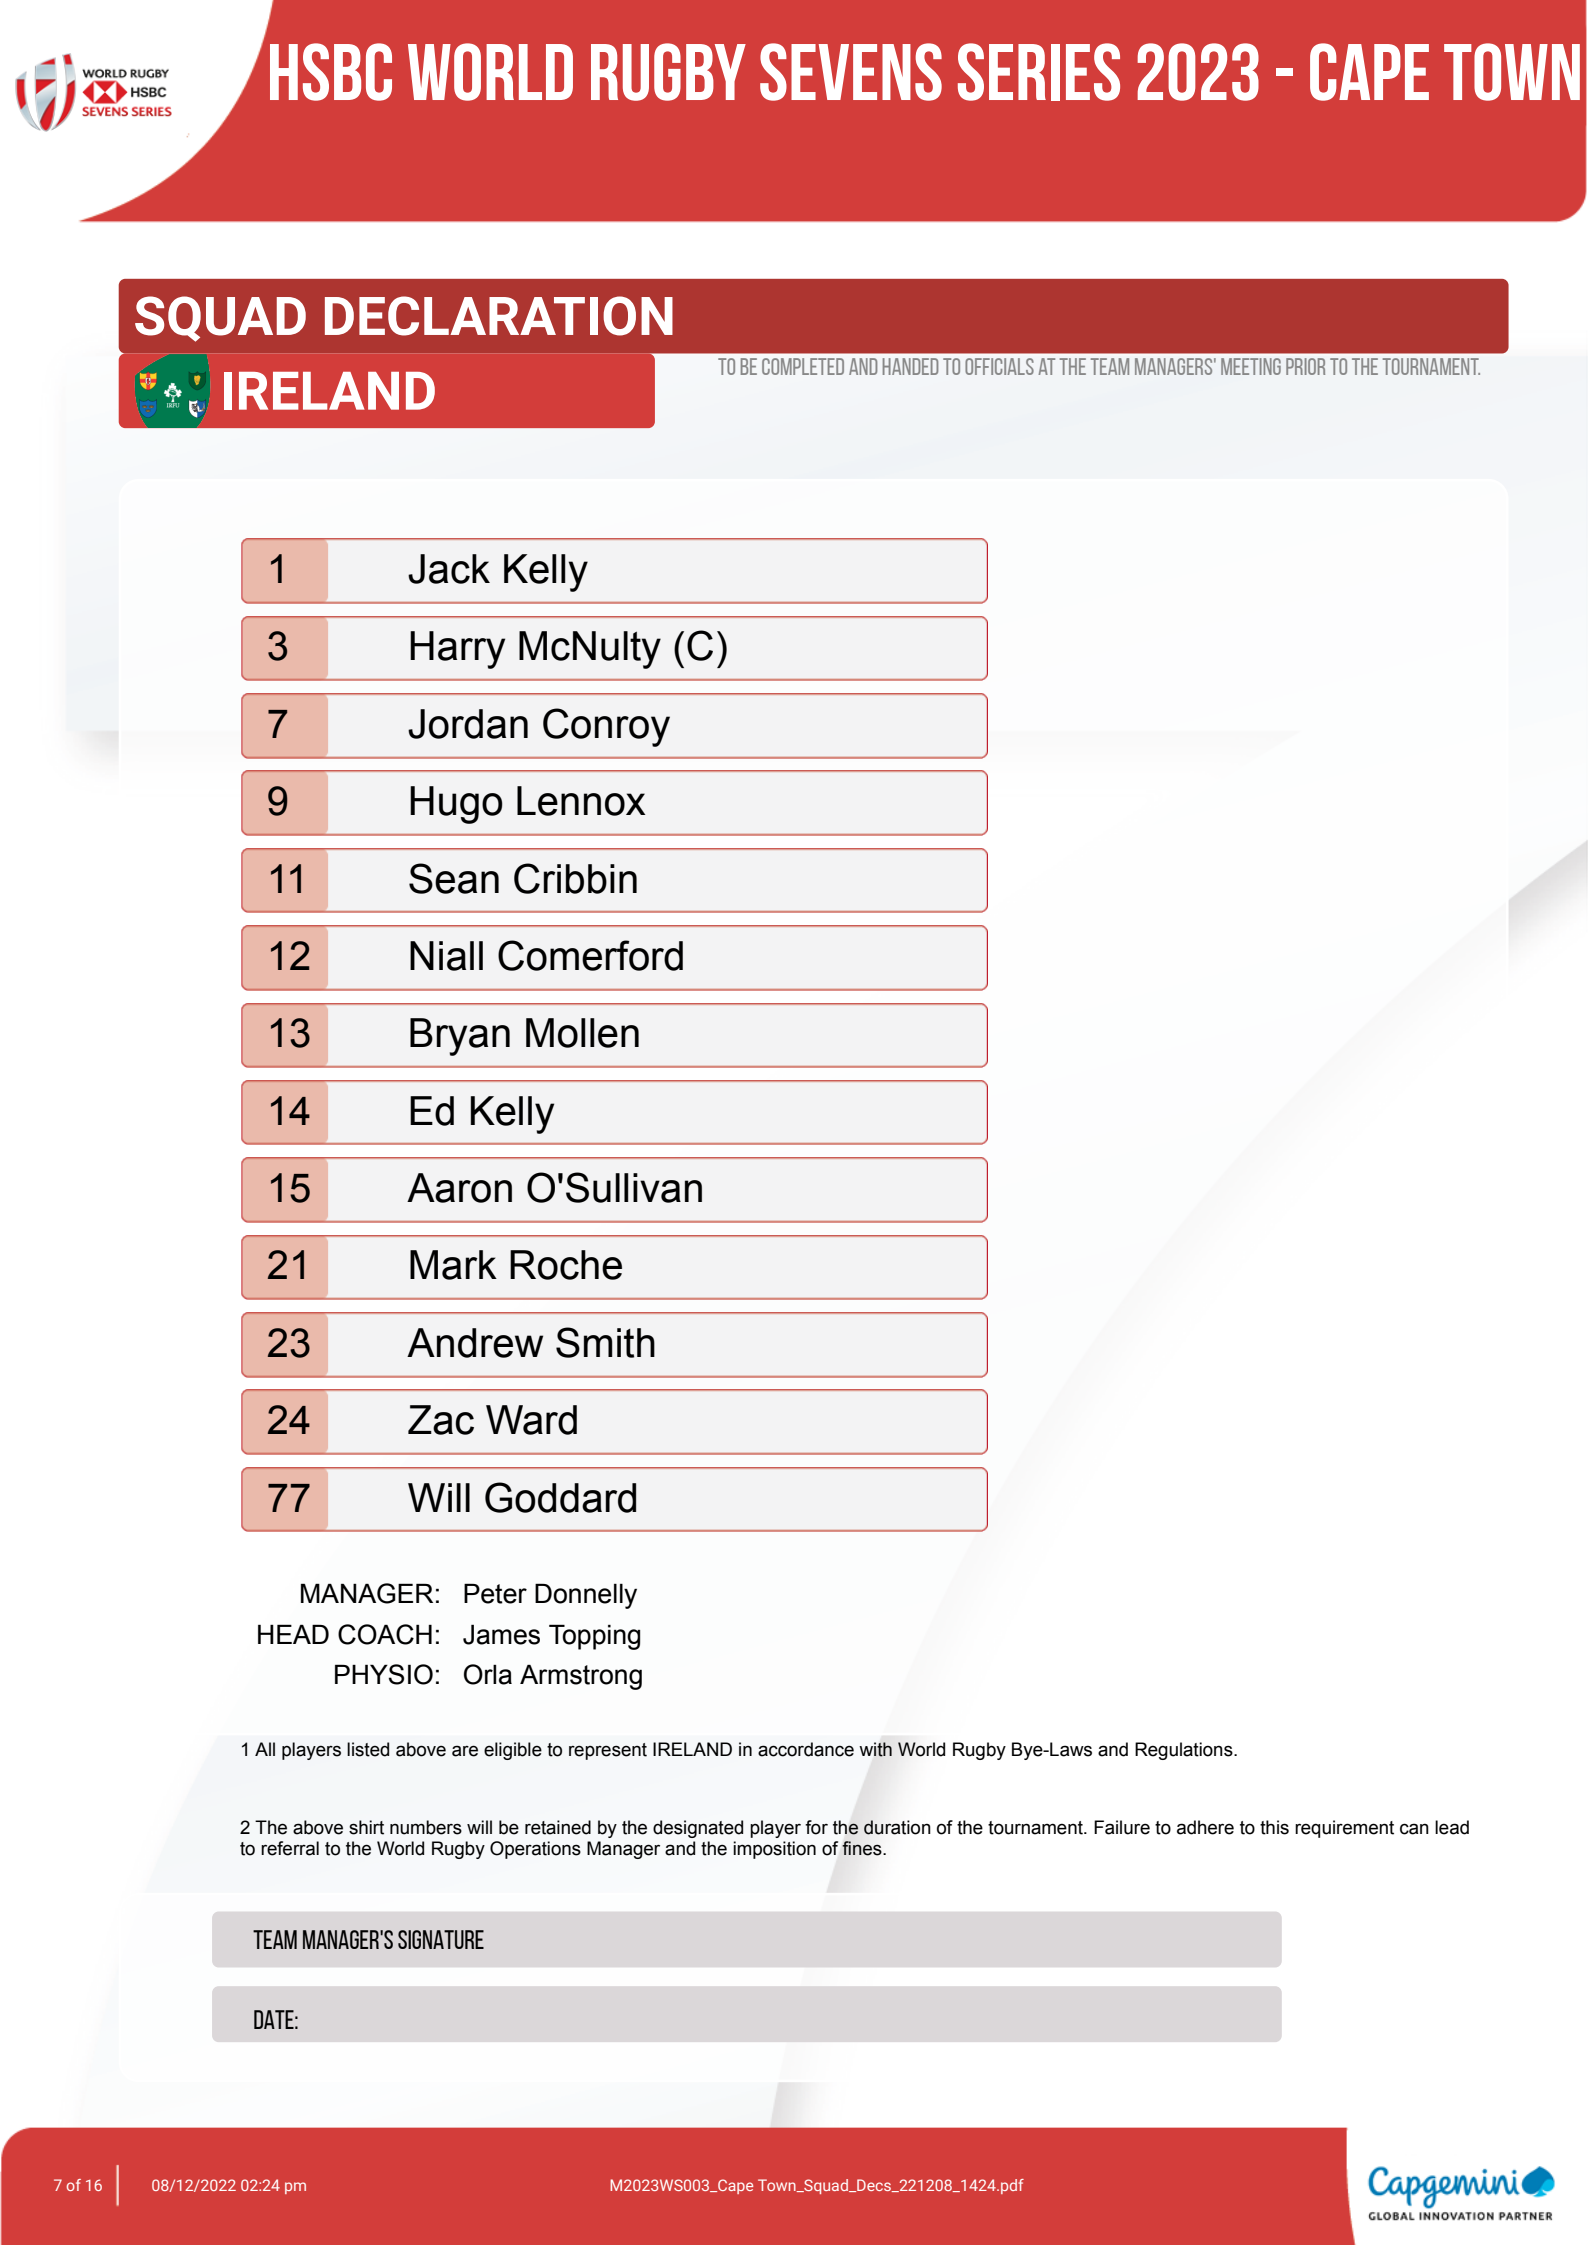 WORLD RUGBY
HSBC
SEVENS SERIES
HSBC WORLD RUGBY SEVENS SERIES 2023 - CAPE TOWN
SQUAD DECLARATION
IRFU
IRELAND
TO BE COMPLETED AND HANDED TO OFFICIALS AT THE TEAM MANAGERS' MEETING PRIOR TO THE TOURNAMENT.
1 Jack Kelly
3 Harry McNulty (C)
7 Jordan Conroy
9 Hugo Lennox
11 Sean Cribbin
12 Niall Comerford
13 Bryan Mollen
14 Ed Kelly
15 Aaron O'Sullivan
21 Mark Roche
23 Andrew Smith
24 Zac Ward
77 Will Goddard
MANAGER: Peter Donnelly
HEAD COACH: James Topping
PHYSIO: Orla Armstrong
1 All players listed above are eligible to represent IRELAND in accordance with World Rugby Bye-Laws and Regulations.
2 The above shirt numbers will be retained by the designated player for the duration of the tournament. Failure to adhere to this requirement can lead
to referral to the World Rugby Operations Manager and the imposition of fines.
TEAM MANAGER'S SIGNATURE
DATE:
7 of 16 08/12/2022 02:24 pm M2023WS003_Cape Town_Squad_Decs_221208_1424.pdf
Capgemini
GLOBAL INNOVATION PARTNER